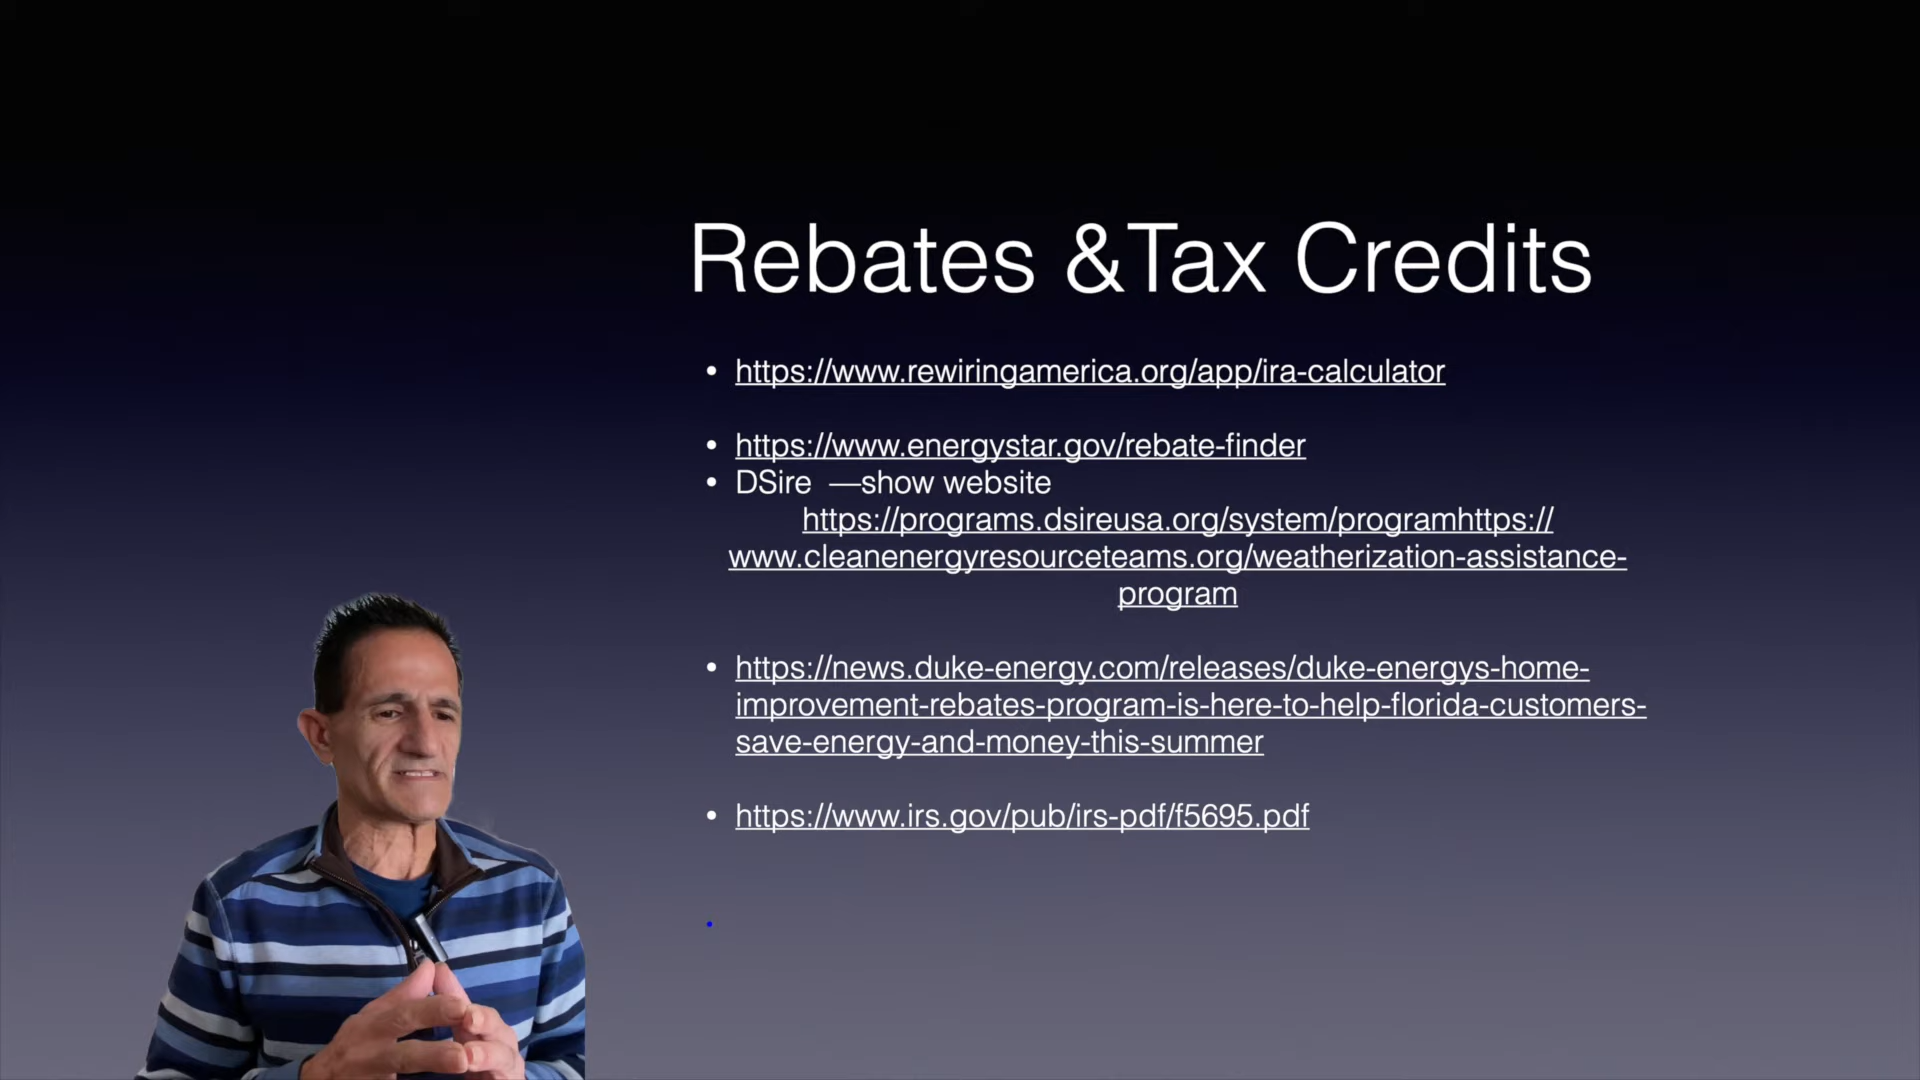 Rebates &Tax Credits
• https://www.rewiringamerica.org/app/ira-calculator
• https://www.energystar.gov/rebate-finder
• DSire —show website
https://programs.dsireusa.org/system/programhttps://
www.cleanenergyresourceteams.org/weatherization-assistance-
program
• https://news.duke-energy.com/releases/duke-energys-home-
improvement-rebates-program-is-here-to-help-florida-customers-
save-energy-and-money-this-summer
• https://www.irs.gov/pub/irs-pdf/f5695.pdf